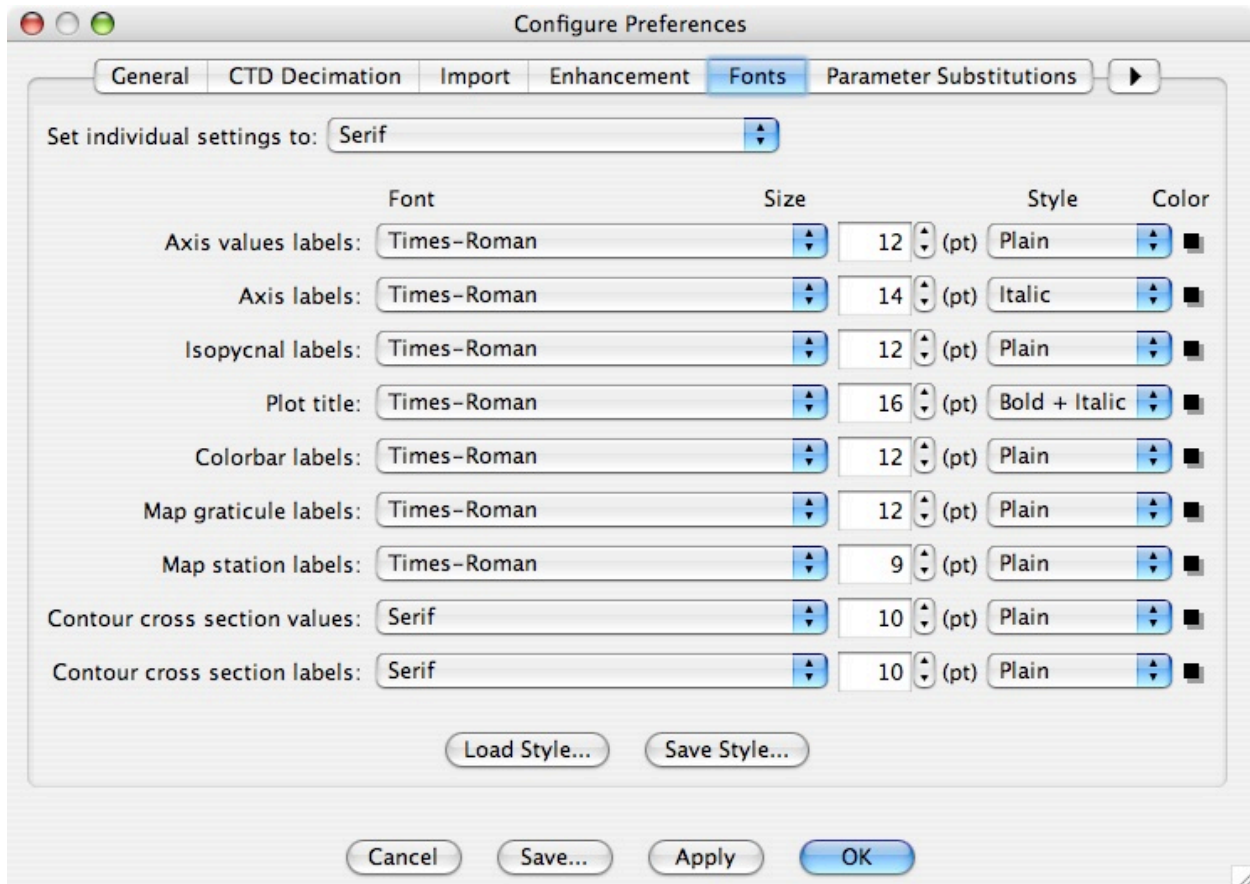 Configure Preferences
General CTD Decimation Import Enhancement Fonts Parameter Substitutions
Set individual settings to: Serif
Font Size Style Color
Axis values labels: Times-Roman 12 (pt) Plain
Axis labels: Times-Roman 14 (pt) Italic
Isopycnal labels: Times-Roman 12 (pt) Plain
Plot title: Times-Roman 16 (pt) Bold + Italic
Colorbar labels: Times-Roman 12 (pt) Plain
Map graticule labels: Times-Roman 12 (pt) Plain
Map station labels: Times-Roman 9 (pt) Plain
Contour cross section values: Serif 10 (pt) Plain
Contour cross section labels: Serif 10 (pt) Plain
Load Style... Save Style...
Cancel Save... Apply OK